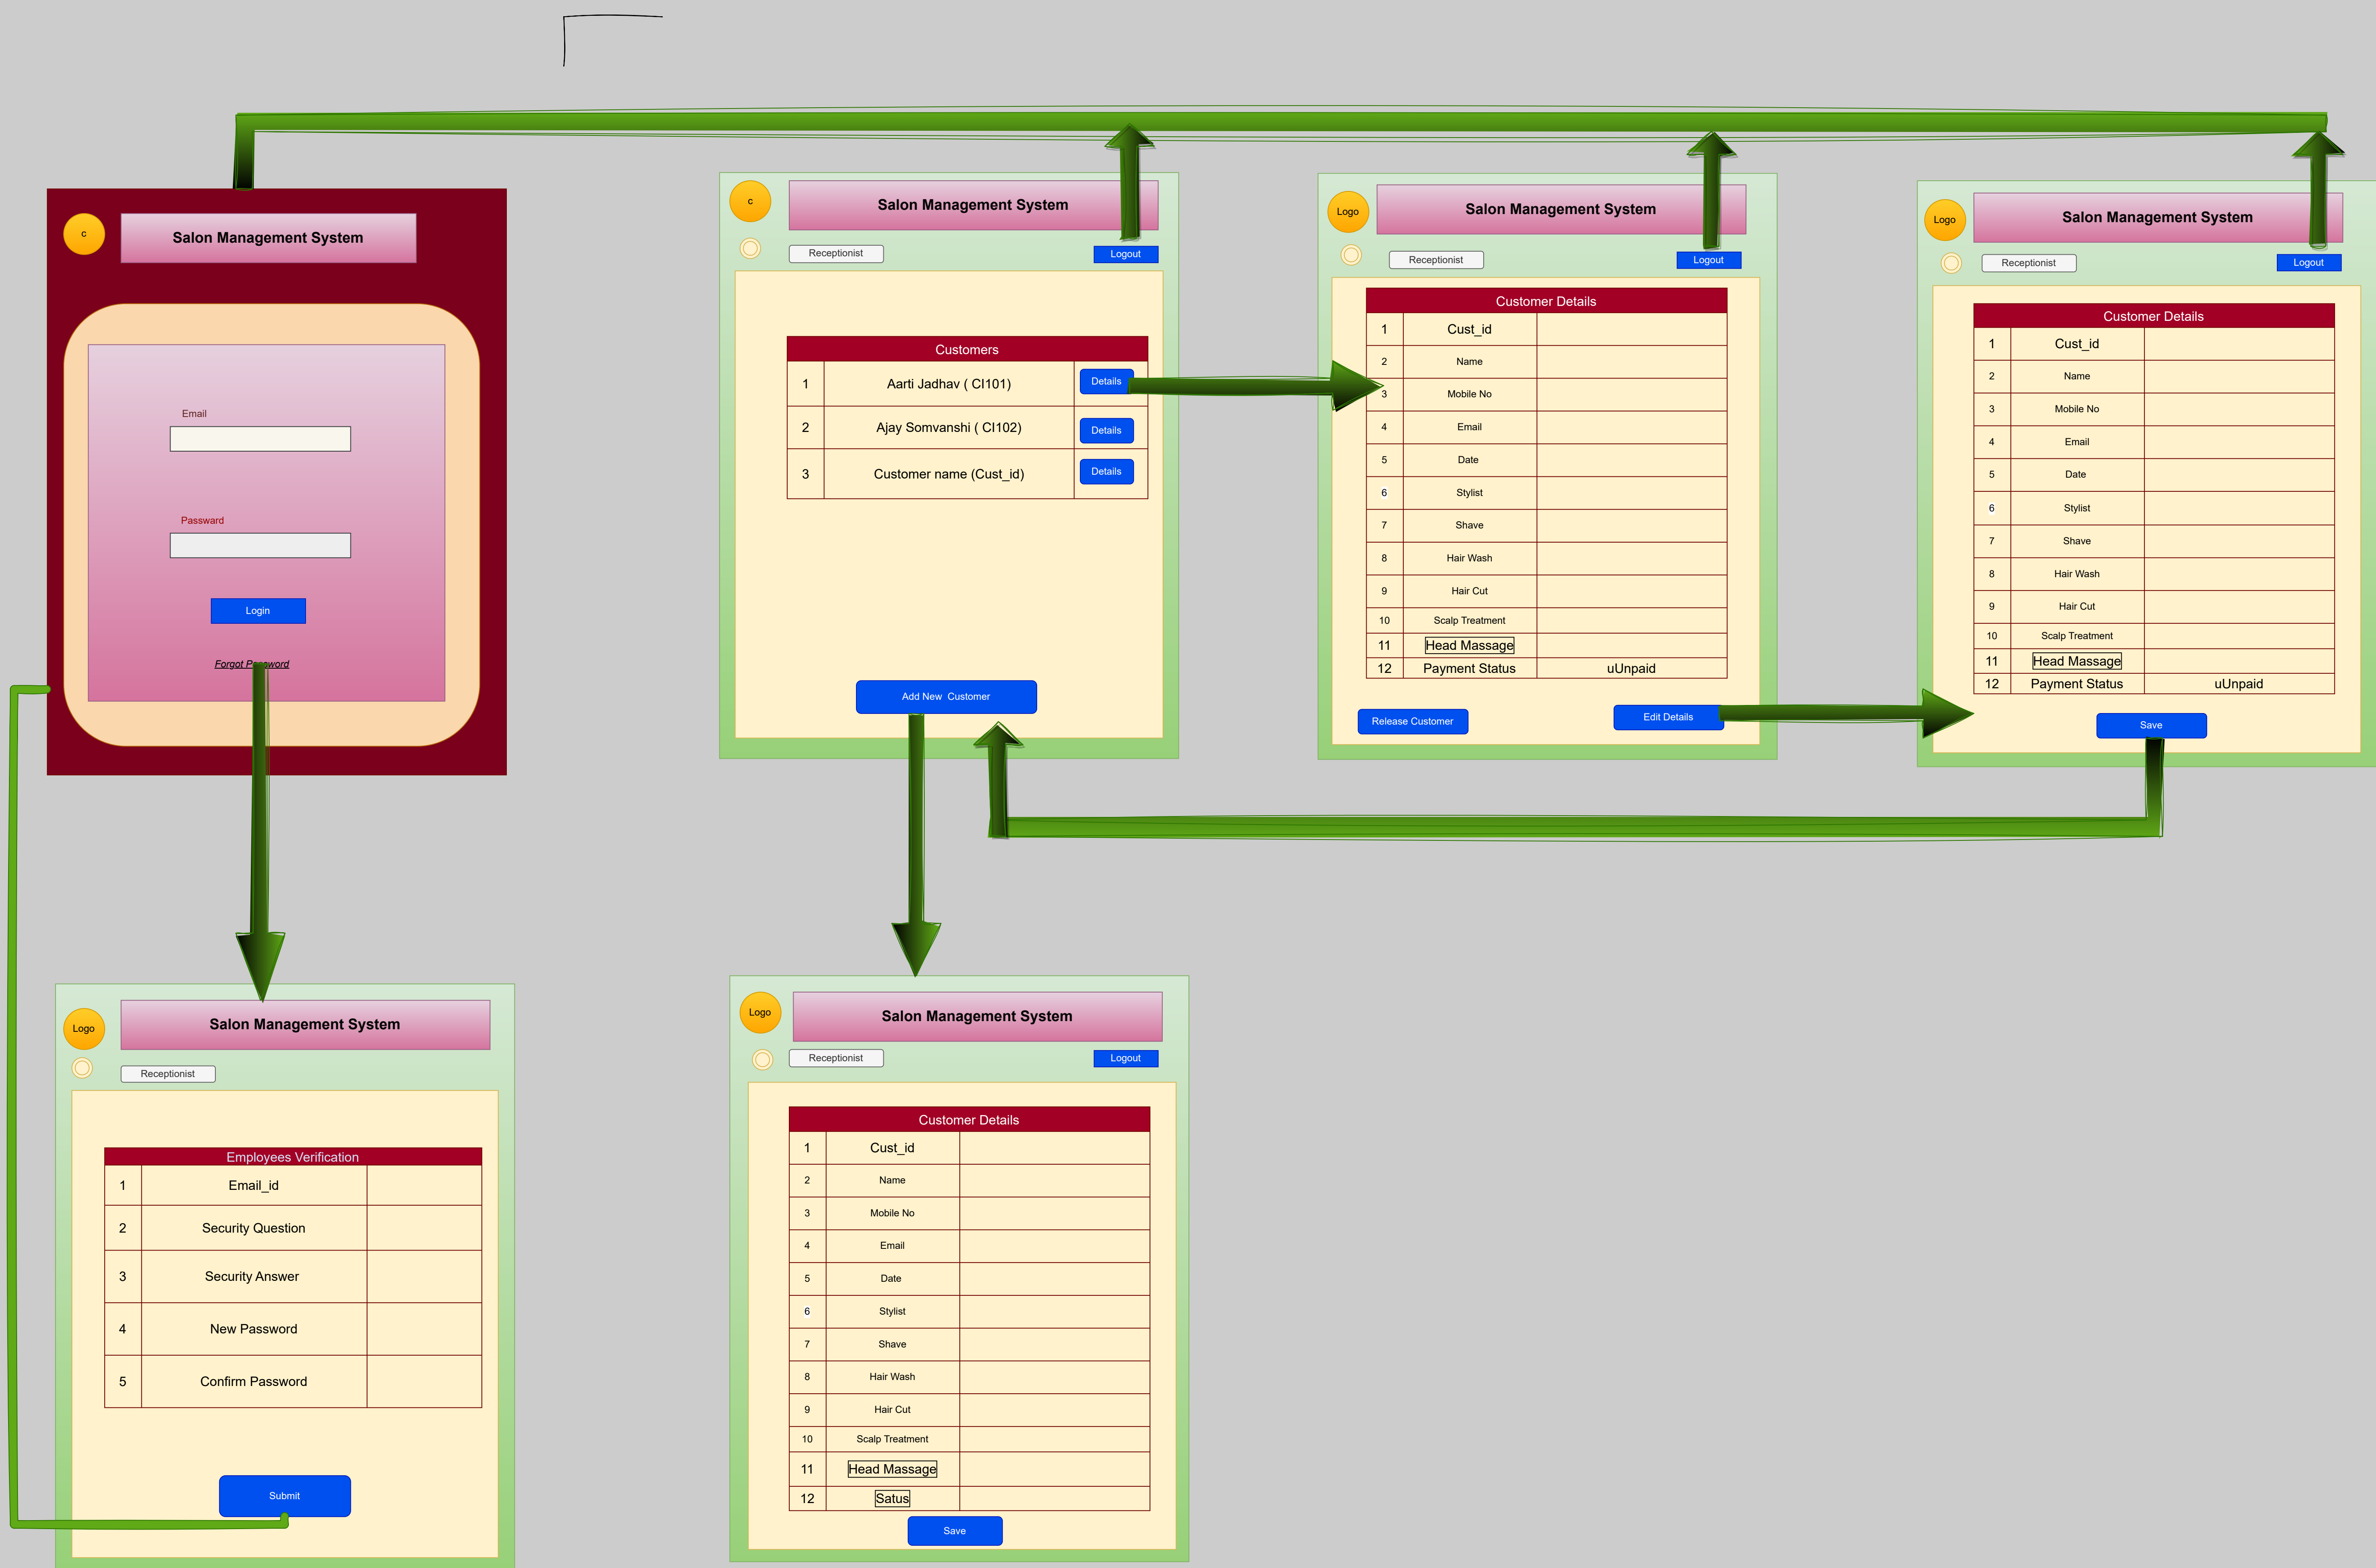 c
Salon Management System
Email
Passward
Login
Forgot Password
c
Salon Management System
Receptionist
Logout
Customers
1 Aarti Jadhav ( CI101) Details
2 Ajay Somvanshi ( CI102) Details
3 Customer name (Cust_id) Details
Add New Customer
Logo
Salon Management System
Receptionist
Logout
Customer Details
1 Cust_id
2 Name
3 Mobile No
4 Email
5 Date
6 Stylist
7 Shave
8 Hair Wash
9 Hair Cut
10 Scalp Treatment
11 Head Massage
12 Payment Status uUnpaid
Release Customer
Edit Details
Logo
Salon Management System
Receptionist
Logout
Customer Details
1 Cust_id
2 Name
3 Mobile No
4 Email
5 Date
6 Stylist
7 Shave
8 Hair Wash
9 Hair Cut
10 Scalp Treatment
11 Head Massage
12 Payment Status uUnpaid
Save
Logo
Salon Management System
Receptionist
Employees Verification
1 Email_id
2 Security Question
3 Security Answer
4 New Password
5 Confirm Password
Submit
Logo
Salon Management System
Receptionist
Logout
Customer Details
1 Cust_id
2 Name
3 Mobile No
4 Email
5 Date
6 Stylist
7 Shave
8 Hair Wash
9 Hair Cut
10 Scalp Treatment
11 Head Massage
12 Satus
Save